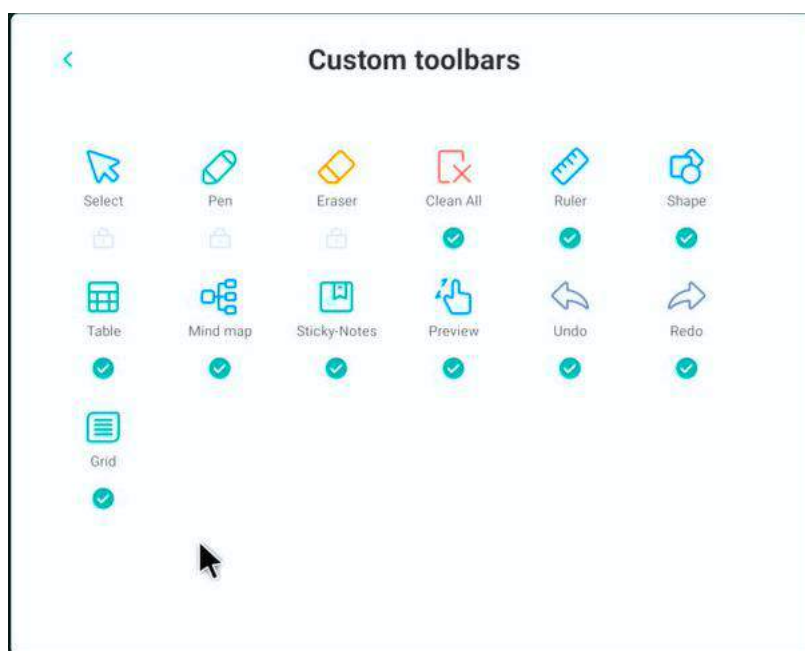 Custom toolbars
Select Pen Eraser Clean All Ruler Shape
Table Mind map Sticky-Notes Preview Undo Redo
Grid